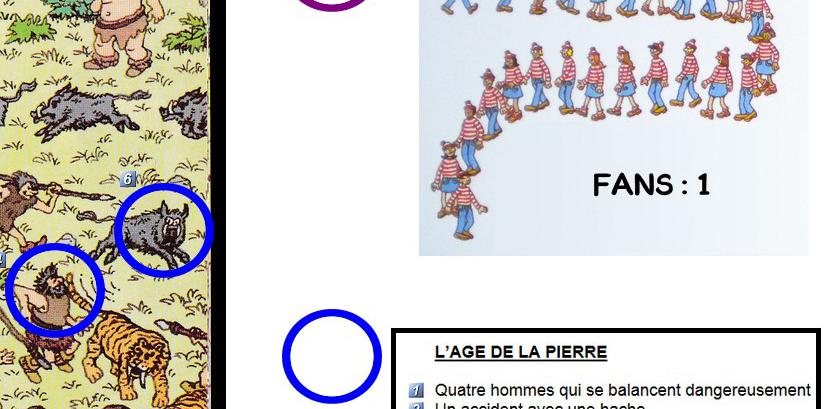 6
FANS : 1
L'AGE DE LA PIERRE
1 Quatre hommes qui se balancent dangereusement
2 Un accident avec une hache